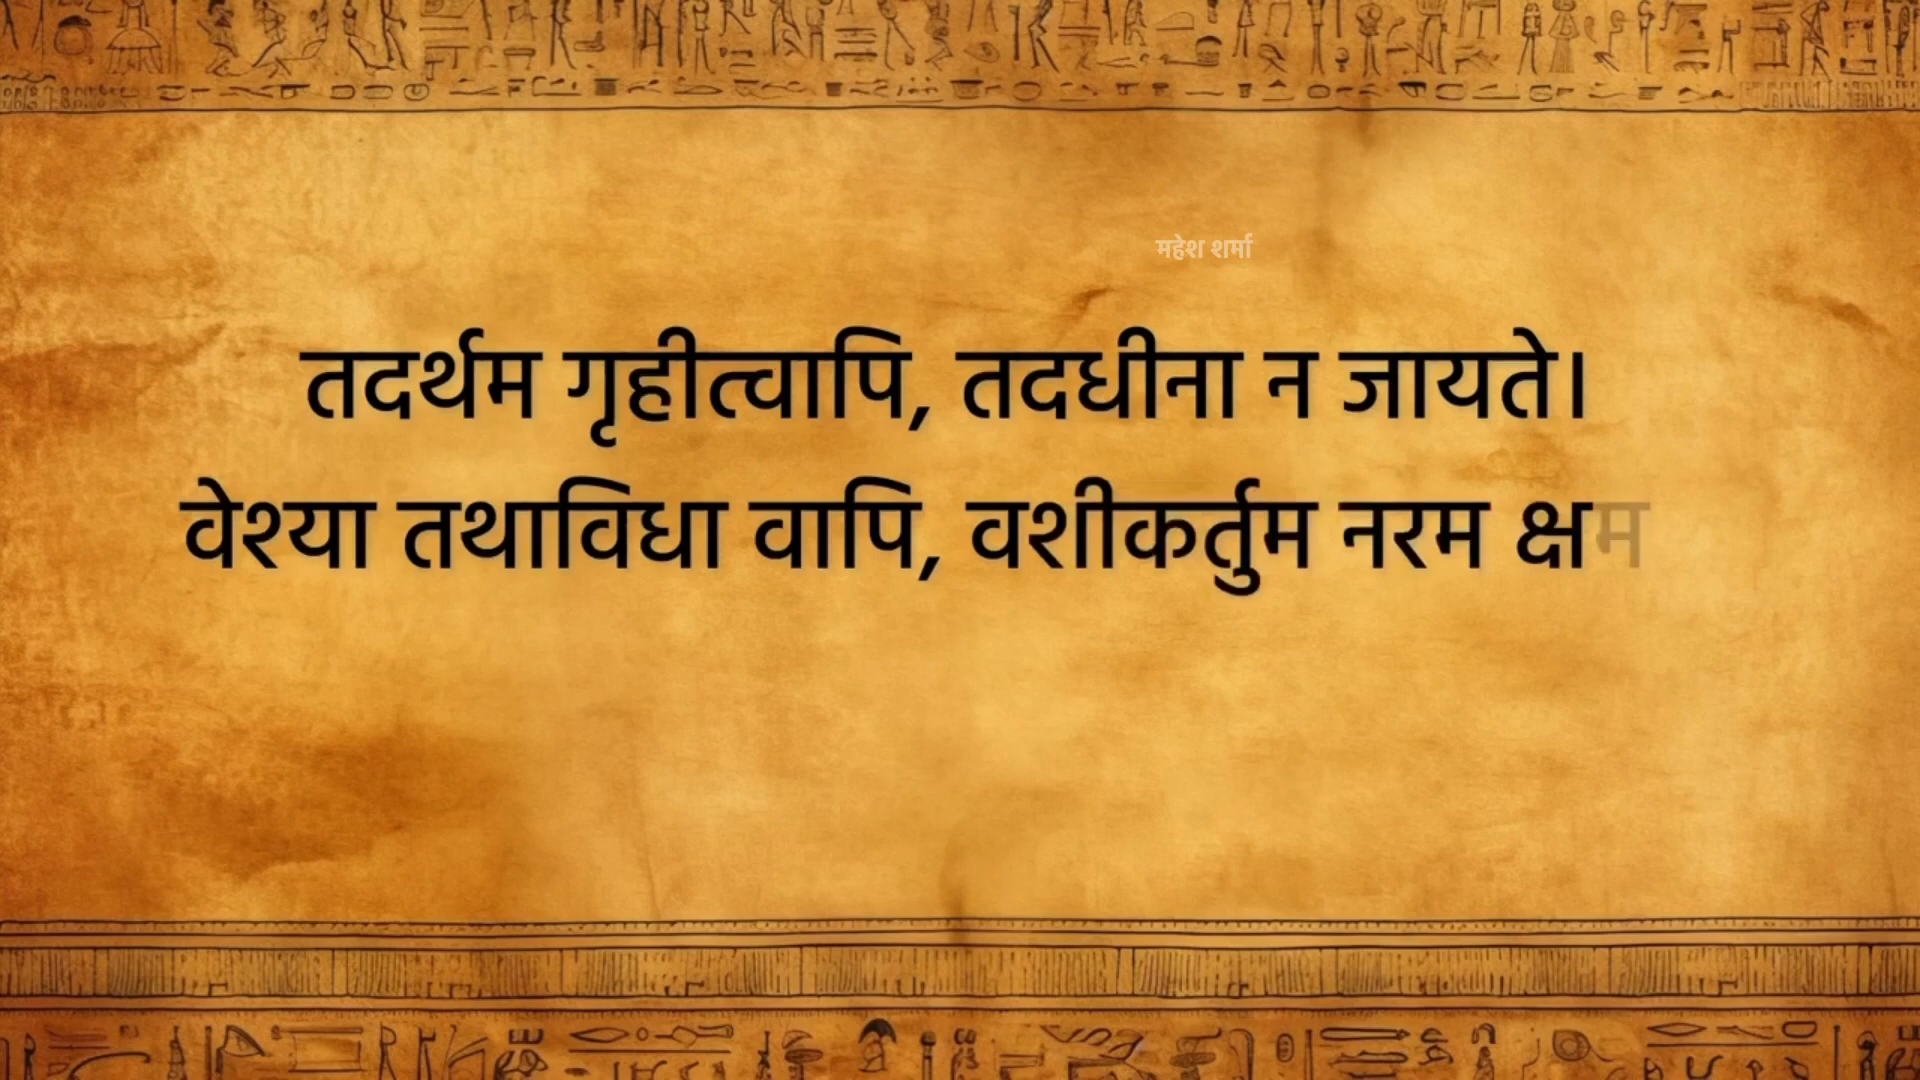 महेश शर्मा
तदर्थम गृहीत्वापि, तदधीना न जायते।
वेश्या तथाविधा वापि, वशीकर्तुम नरम क्षम